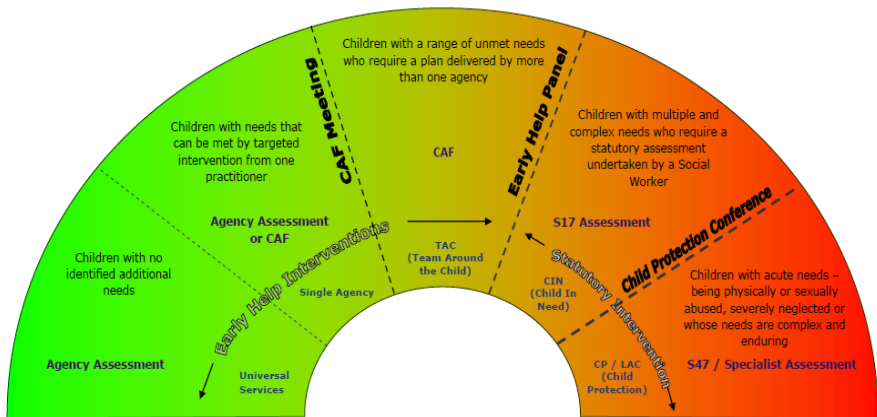 Children with no
identified additional
needs
Agency Assessment
Universal
Services
Children with needs that
can be met by targeted
intervention from one
practitioner
Agency Assessment
or CAF
Single Agency
Early Help Interventions
CAF Meeting
Children with a range of unmet needs
who require a plan delivered by more
than one agency
CAF
TAC
(Team Around
the Child)
Early Help Panel
Children with multiple and
complex needs who require a
statutory assessment
undertaken by a Social
Worker
S17 Assessment
CIN
(Child In
Need)
Statutory Intervention
Child Protection Conference
Children with acute needs –
being physically or sexually
abused, severely neglected or
whose needs are complex and
enduring
S47 / Specialist Assessment
CP / LAC
(Child
Protection)